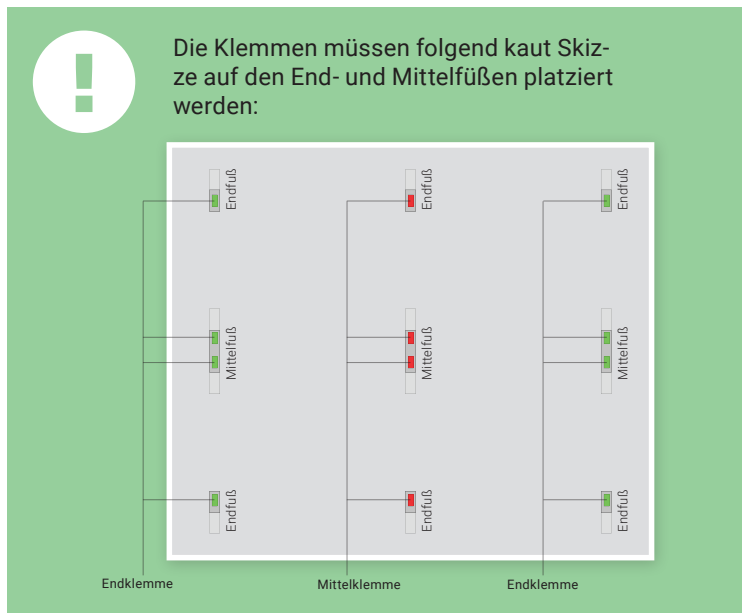 !
Die Klemmen müssen folgend kaut Skiz-
ze auf den End- und Mittelfüßen platziert
werden:
Endfuß
Endfuß
Endfuß
Mittelfuß
Mittelfuß
Mittelfuß
Endfuß
Endfuß
Endfuß
Endklemme
Mittelklemme
Endklemme